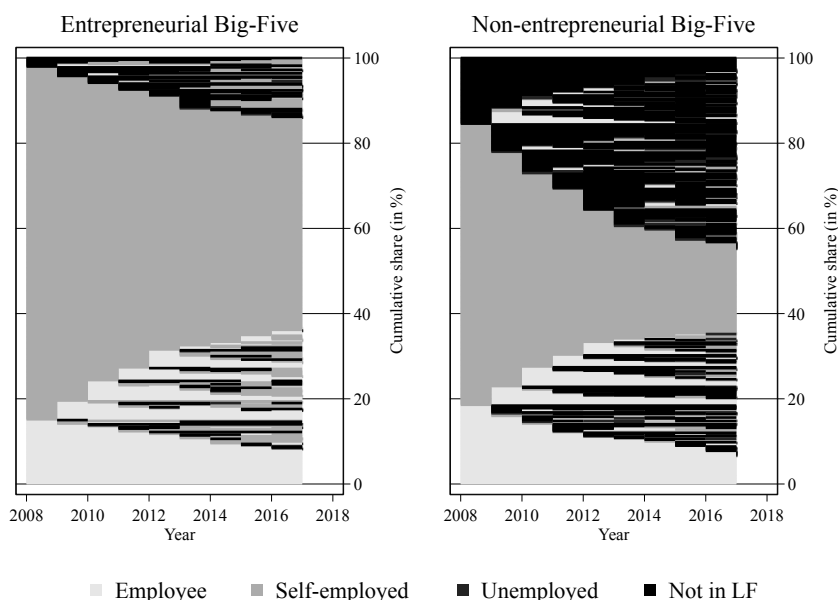 Entrepreneurial Big-Five
Non-entrepreneurial Big-Five
100
80
60
40
20
0
Cumulative share (in %)
2008 2010 2012 2014 2016 2018
Year
100
80
60
40
20
0
Cumulative share (in %)
2008 2010 2012 2014 2016 2018
Year
Employee Self-employed Unemployed Not in LF